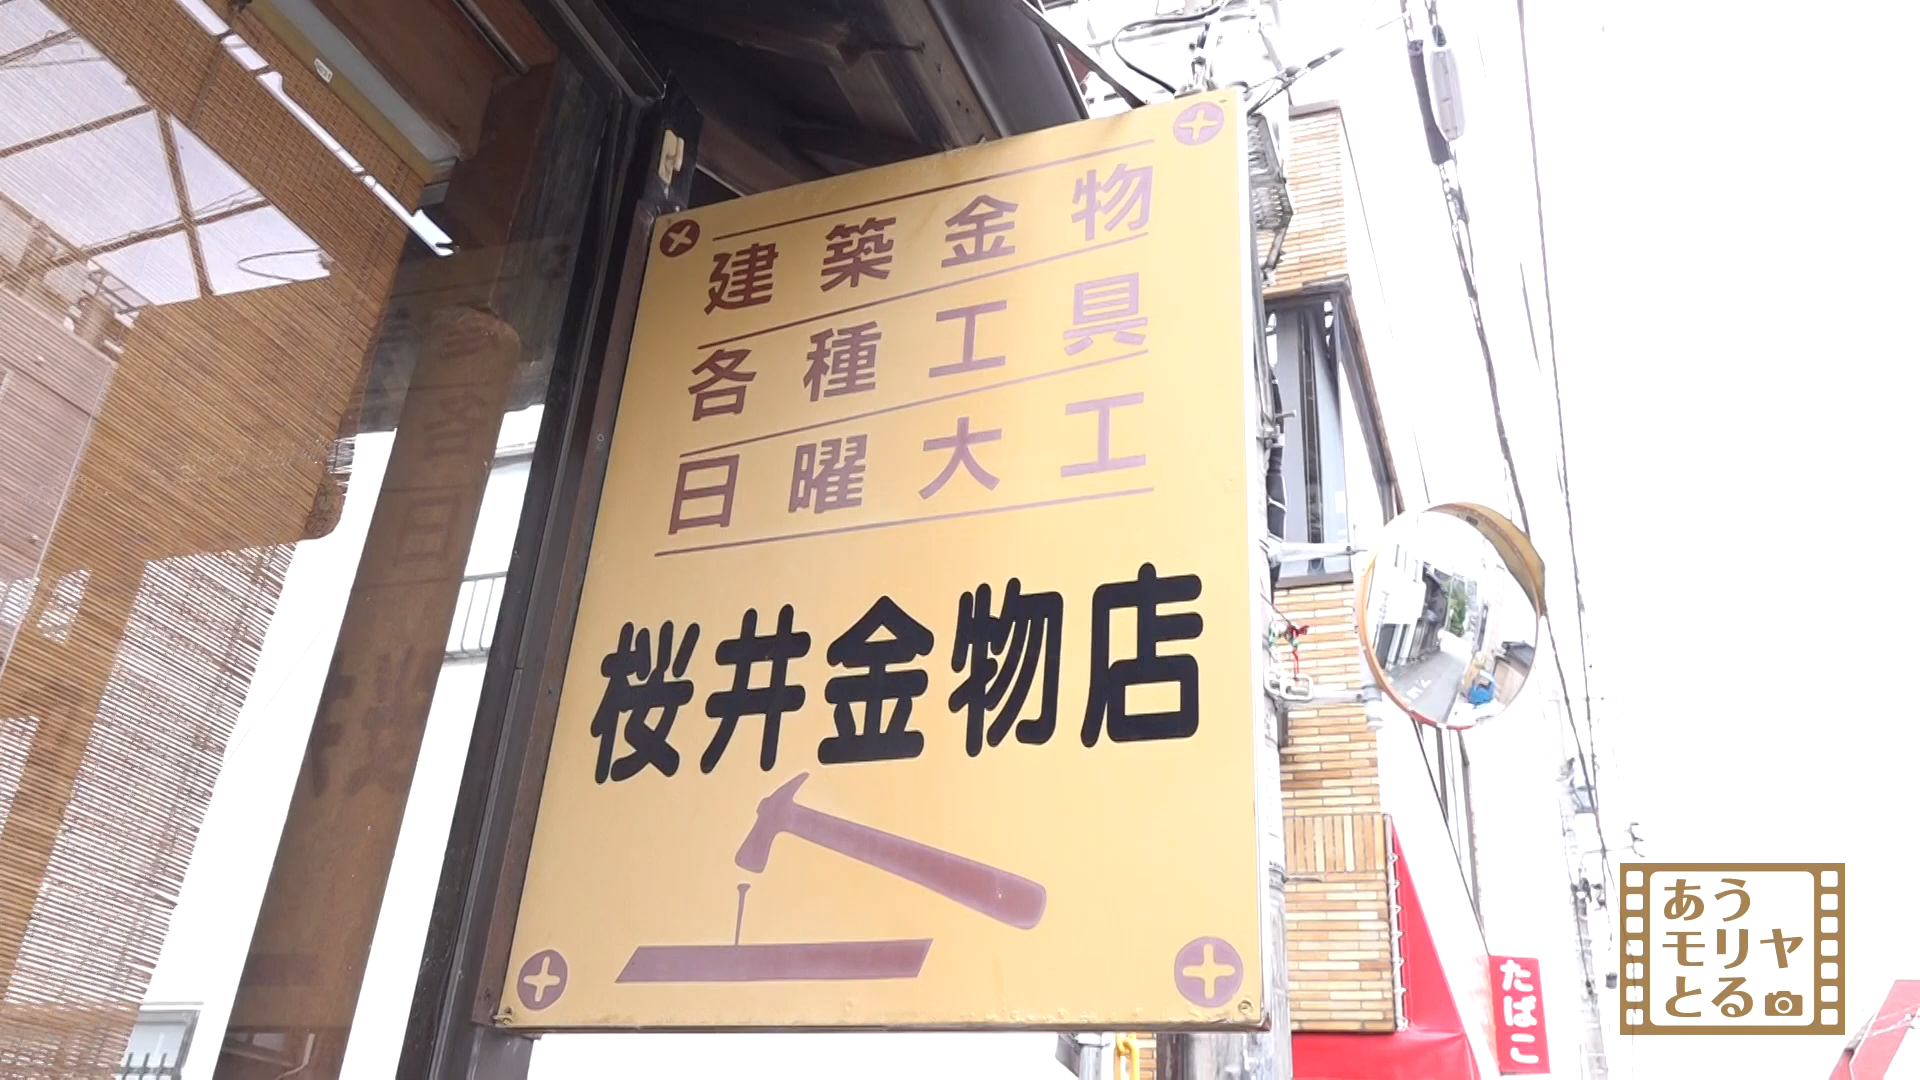 建築金物
各種工具
日曜大工
桜井金物店
たばこ
あう
モリヤ
とる